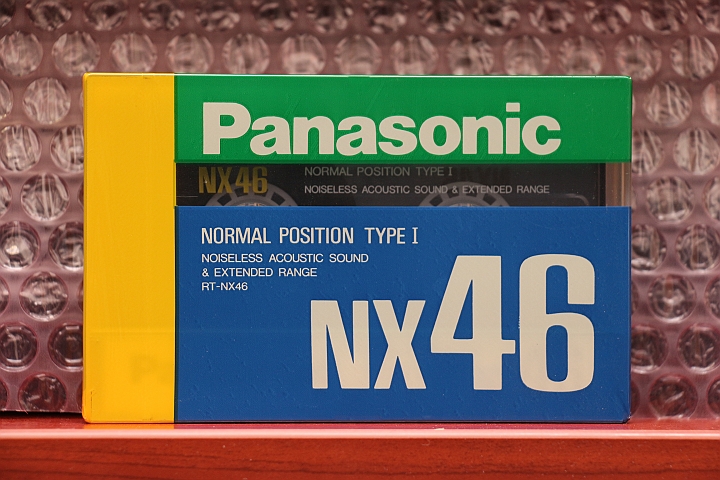 Panasonic
NX46
NORMAL POSITION TYPE I
NOISELESS ACOUSTIC SOUND & EXTENDED RANGE
NORMAL POSITION TYPE I
NOISELESS ACOUSTIC SOUND
& EXTENDED RANGE
RT-NX46
NX46